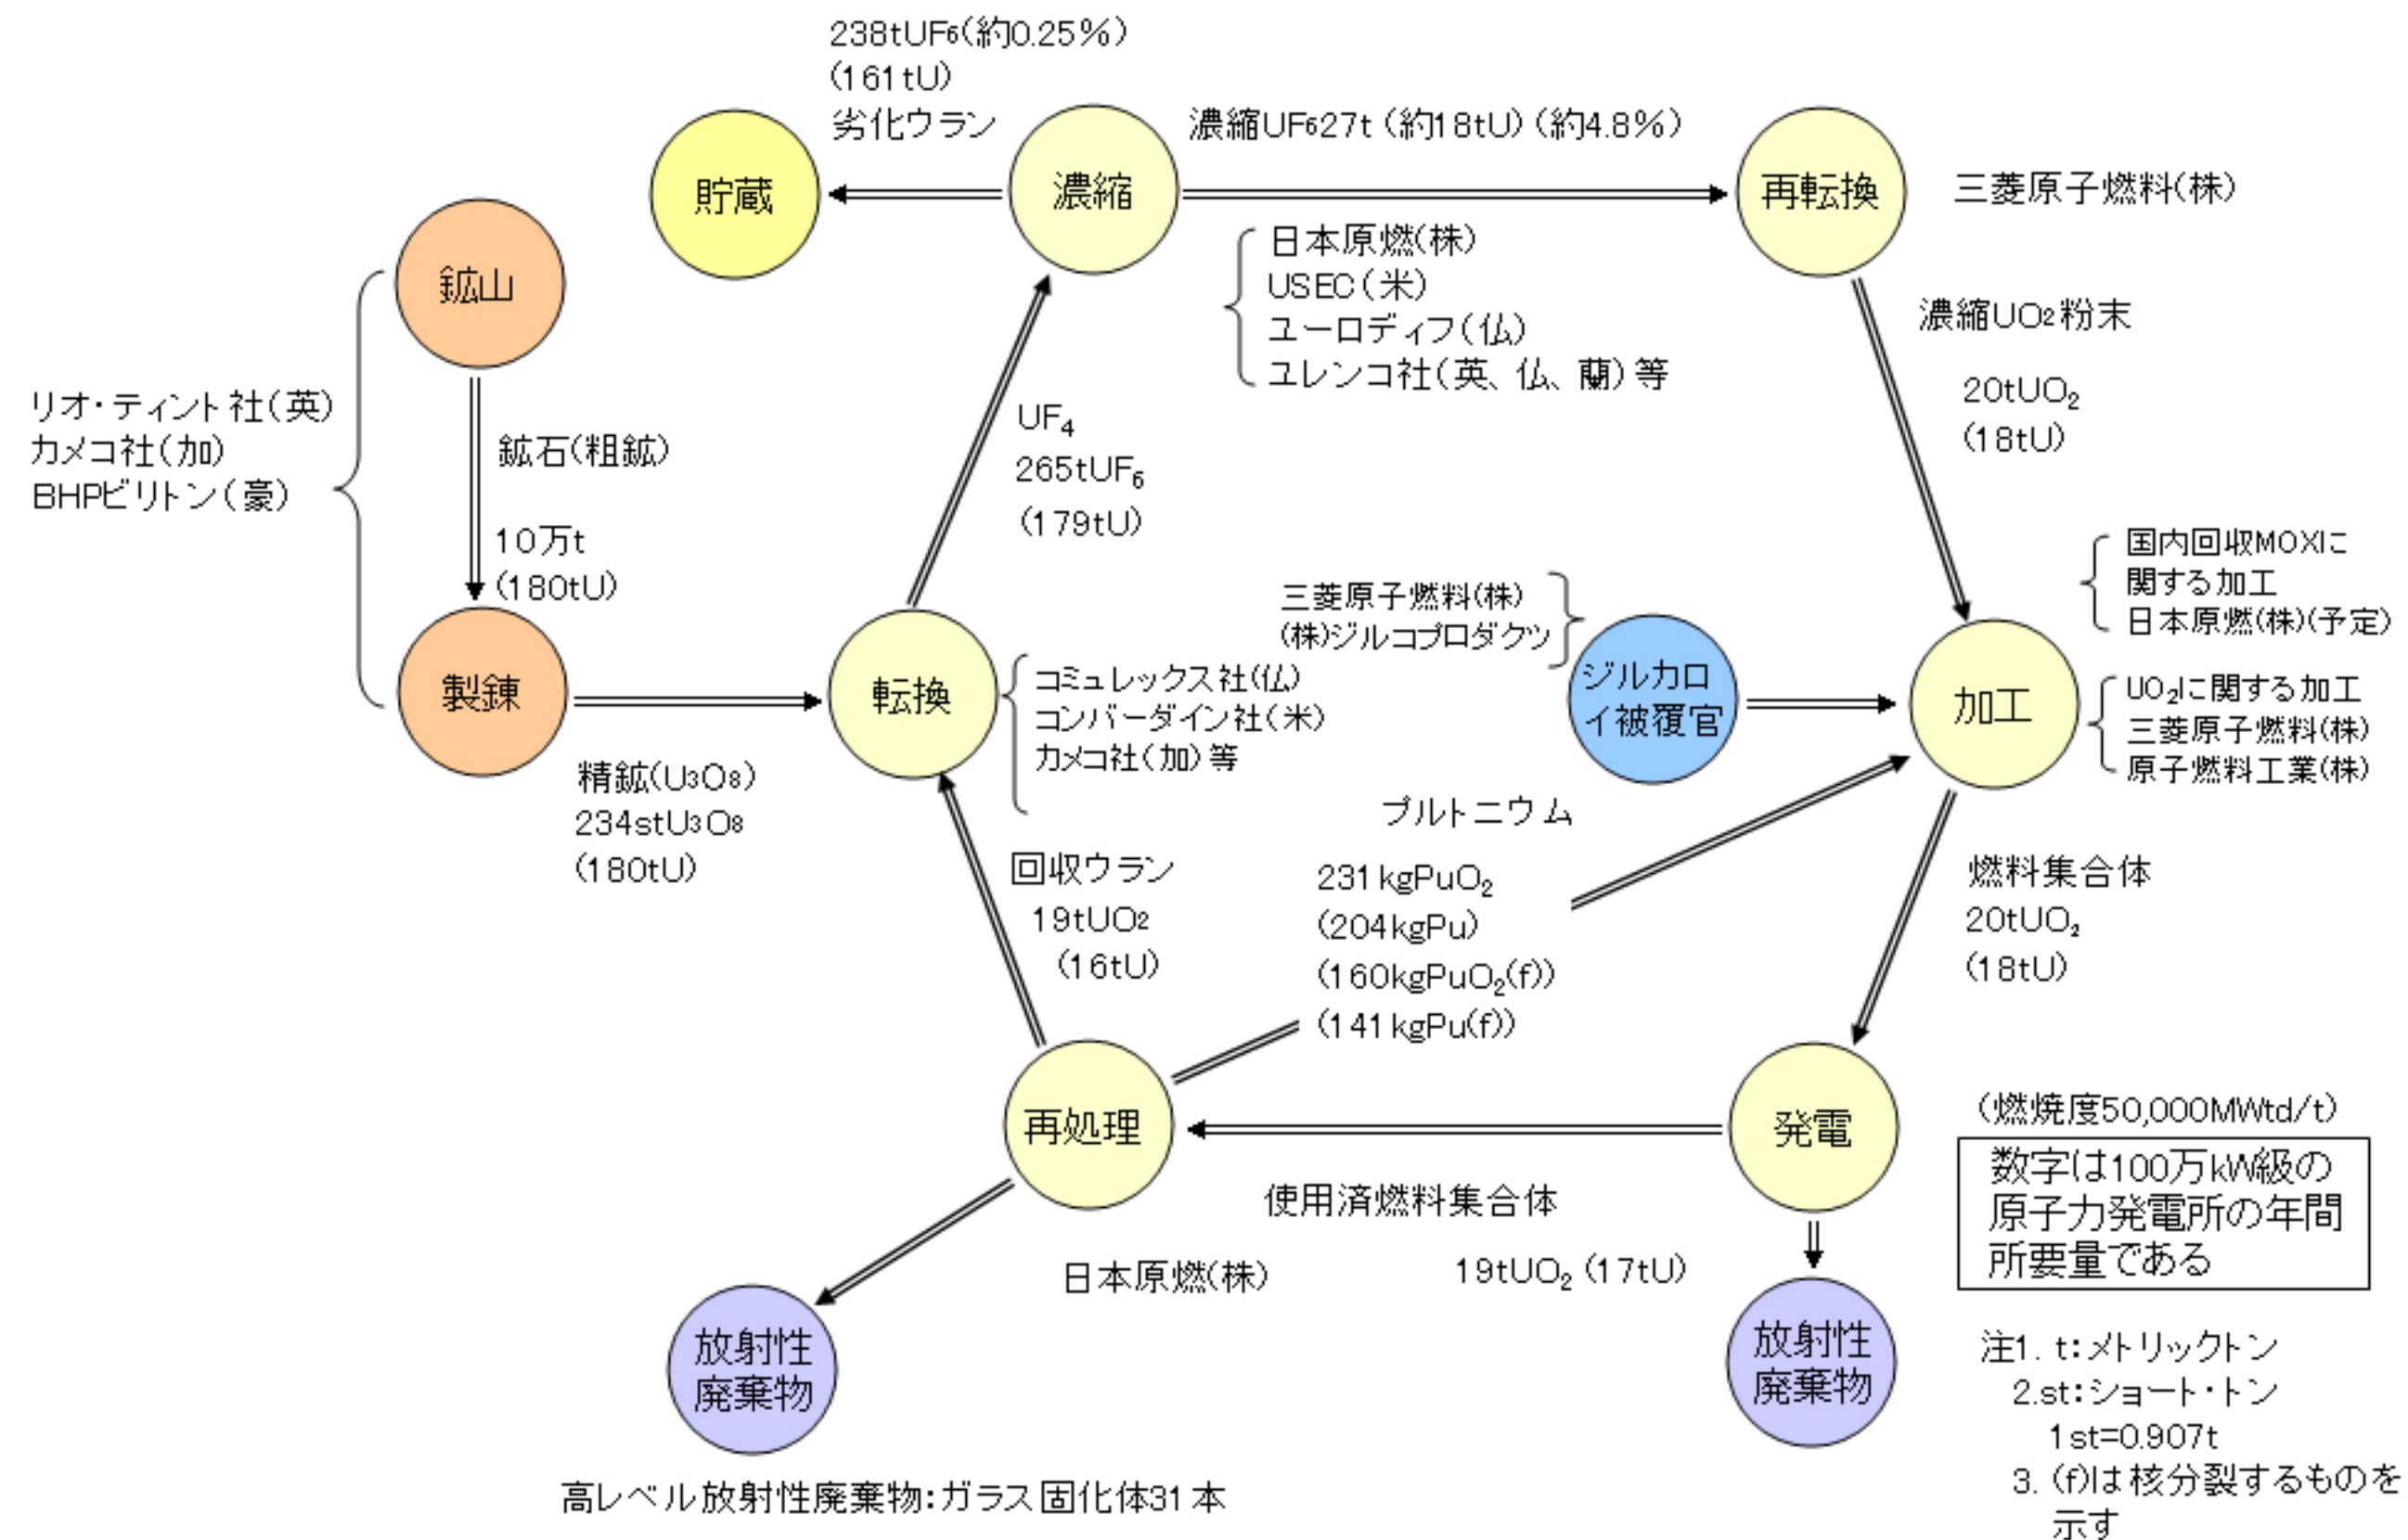 238tUF6(約0.25%)
(161tU)
劣化ウラン
貯蔵
濃縮
濃縮UF627t (約18tU) (約4.8%)
再転換
三菱原子燃料(株)
日本原燃(株)
USEC(米)
ユーロディフ(仏)
ユレンコ社(英、仏、蘭)等
鉱山
リオ・ティント社(英)
カメコ社(加)
BHPビリトン(豪)
鉱石(粗鉱)
10万t
(180tU)
製錬
精鉱(U3O8)
234stU3O8
(180tU)
UF4
265tUF6
(179tU)
転換
コミュレックス社(仏)
コンバーダイン社(米)
カメコ社(加)等
濃縮UO2粉末
20tUO2
(18tU)
三菱原子燃料(株)
(株)ジルコプロダクツ
ジルカロ
イ被覆官
加工
国内回収MOXに
関する加工
日本原燃(株)(予定)
UO2に関する加工
三菱原子燃料(株)
原子燃料工業(株)
回収ウラン
19tUO2
(16tU)
プルトニウム
231kgPuO2
(204kgPu)
(160kgPuO2(f))
(141kgPu(f))
燃料集合体
20tUO2
(18tU)
再処理
日本原燃(株)
使用済燃料集合体
19tUO2 (17tU)
発電
(燃焼度50,000MWtd/t)
数字は100万kW級の
原子力発電所の年間
所要量である
放射性
廃棄物
高レベル放射性廃棄物:ガラス固化体31本
放射性
廃棄物
注1. t:メトリックトン
2.st:ショート・トン
1st=0.907t
3. (f)は核分裂するものを
示す